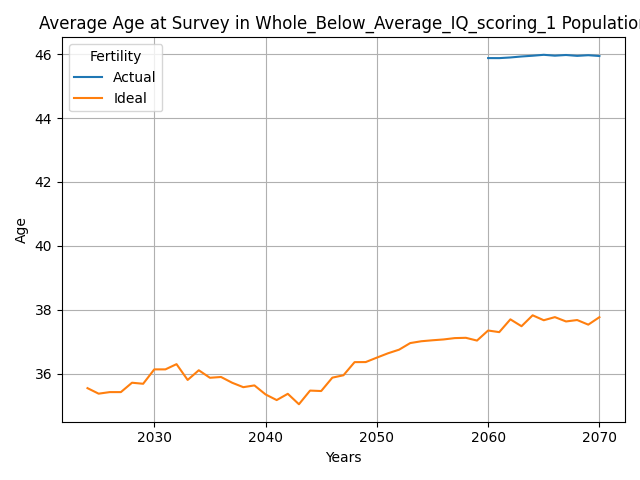 Average Age at Survey in Whole_Below_Average_IQ_scoring_1 Population
Fertility
Actual
Ideal
46
44
42
40
38
36
Age
2030 2040 2050 2060 2070
Years